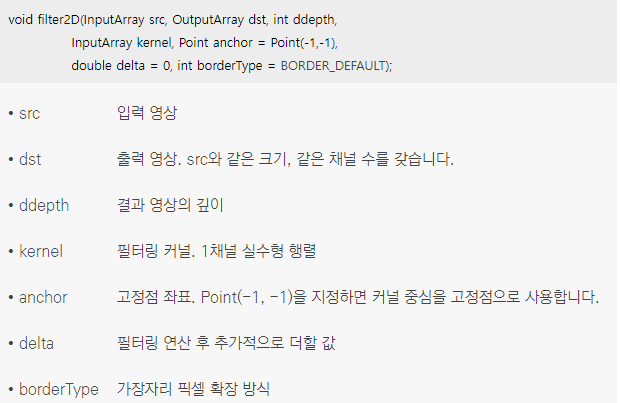 void filter2D(InputArray src, OutputArray dst, int ddepth,
InputArray kernel, Point anchor = Point(-1,-1),
double delta = 0, int borderType = BORDER_DEFAULT);
• src 입력 영상
• dst 출력 영상. src와 같은 크기, 같은 채널 수를 갖습니다.
• ddepth 결과 영상의 깊이
• kernel 필터링 커널. 1채널 실수형 행렬
• anchor 고정점 좌표. Point(-1, -1)을 지정하면 커널 중심을 고정점으로 사용합니다.
• delta 필터링 연산 후 추가적으로 더할 값
• borderType 가장자리 픽셀 확장 방식